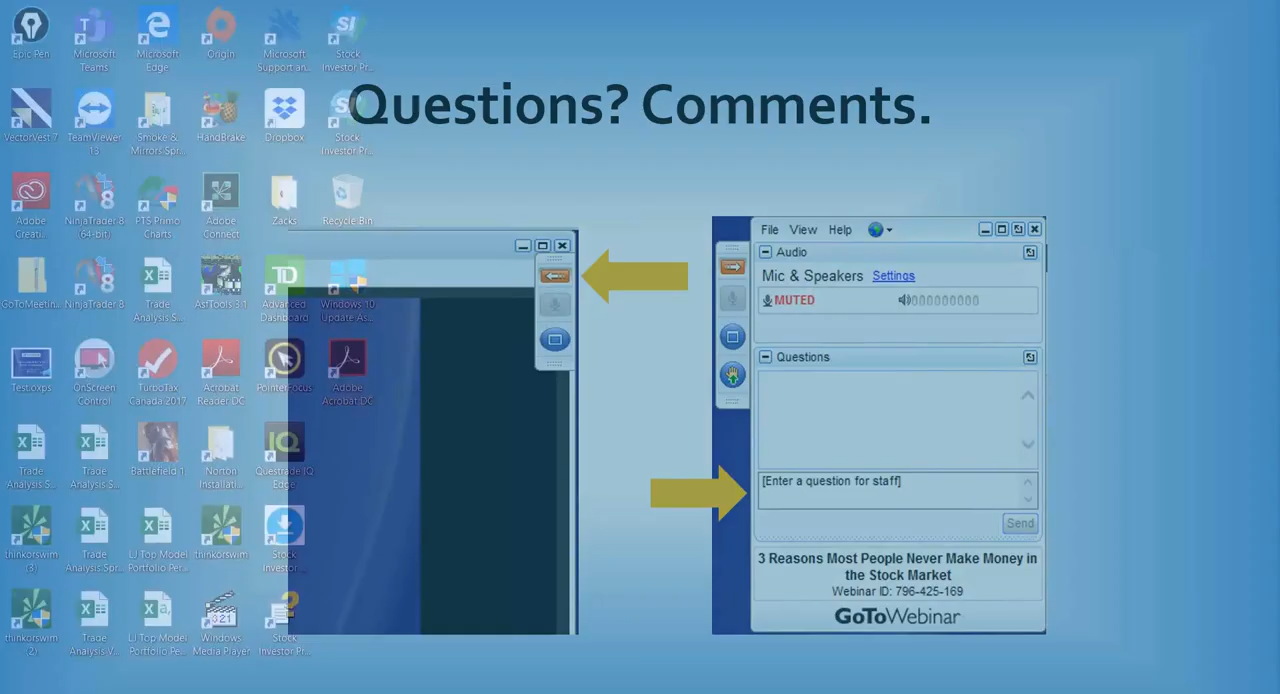 Questions? Comments.
Epic Pen
Microsoft
Teams
Microsoft
Edge
Origin
Microsoft
Support an...
Stock
Investor Pr...
VectorVest 7
TeamViewer
13
Smoke &
Mirrors Spr...
HandBrake
Dropbox
Stock
Investor Pr...
Adobe
Creati...
NinjaTrader 8
(64-bit)
PTS Primo
Charts
Adobe
Connect
Zacks
Recycle Bin
GoToMeetin...
NinjaTrader 8
Trade
Analysis S...
AstTools 3.1
Advanced
Dashboard
Windows 10
Update As...
Test.oxps
OnScreen
Control
TurboTax
Canada 2017
Acrobat
Reader DC
PointerFocus
Adobe
Acrobat DC
Trade
Analysis S...
Trade
Analysis S...
Battlefield 1
Norton
Installati...
Questrade IQ
Edge
thinkorswim
(3)
Trade
Analysis Spr...
LJ Top Model
Portfolio Per...
thinkorswim
Stock
Investor
thinkorswim
(2)
Trade
Analysis V...
LJ Top Model
Portfolio Pe...
Windows
Media Player
Stock
Investor Pr...
File View Help
Audio
Mic & Speakers Settings
MUTED
Questions
[Enter a question for staff]
Send
3 Reasons Most People Never Make Money in
the Stock Market
Webinar ID: 796-425-169
GoToWebinar